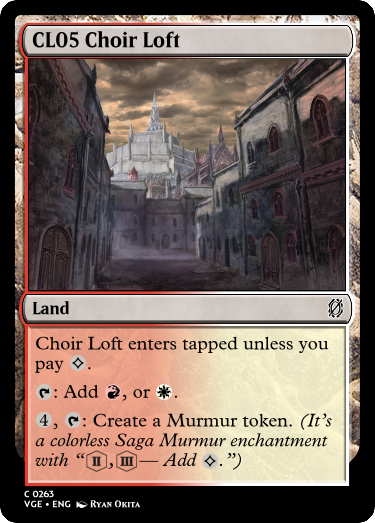 CL05 Choir Loft
Land
Choir Loft enters tapped unless you
pay {C}.
{T}: Add {R}, or {W}.
4, {T}: Create a Murmur token. (It's
a colorless Saga Murmur enchantment
with “II, III— Add {C}.”)
C 0263
VGE • ENG Ryan Okita